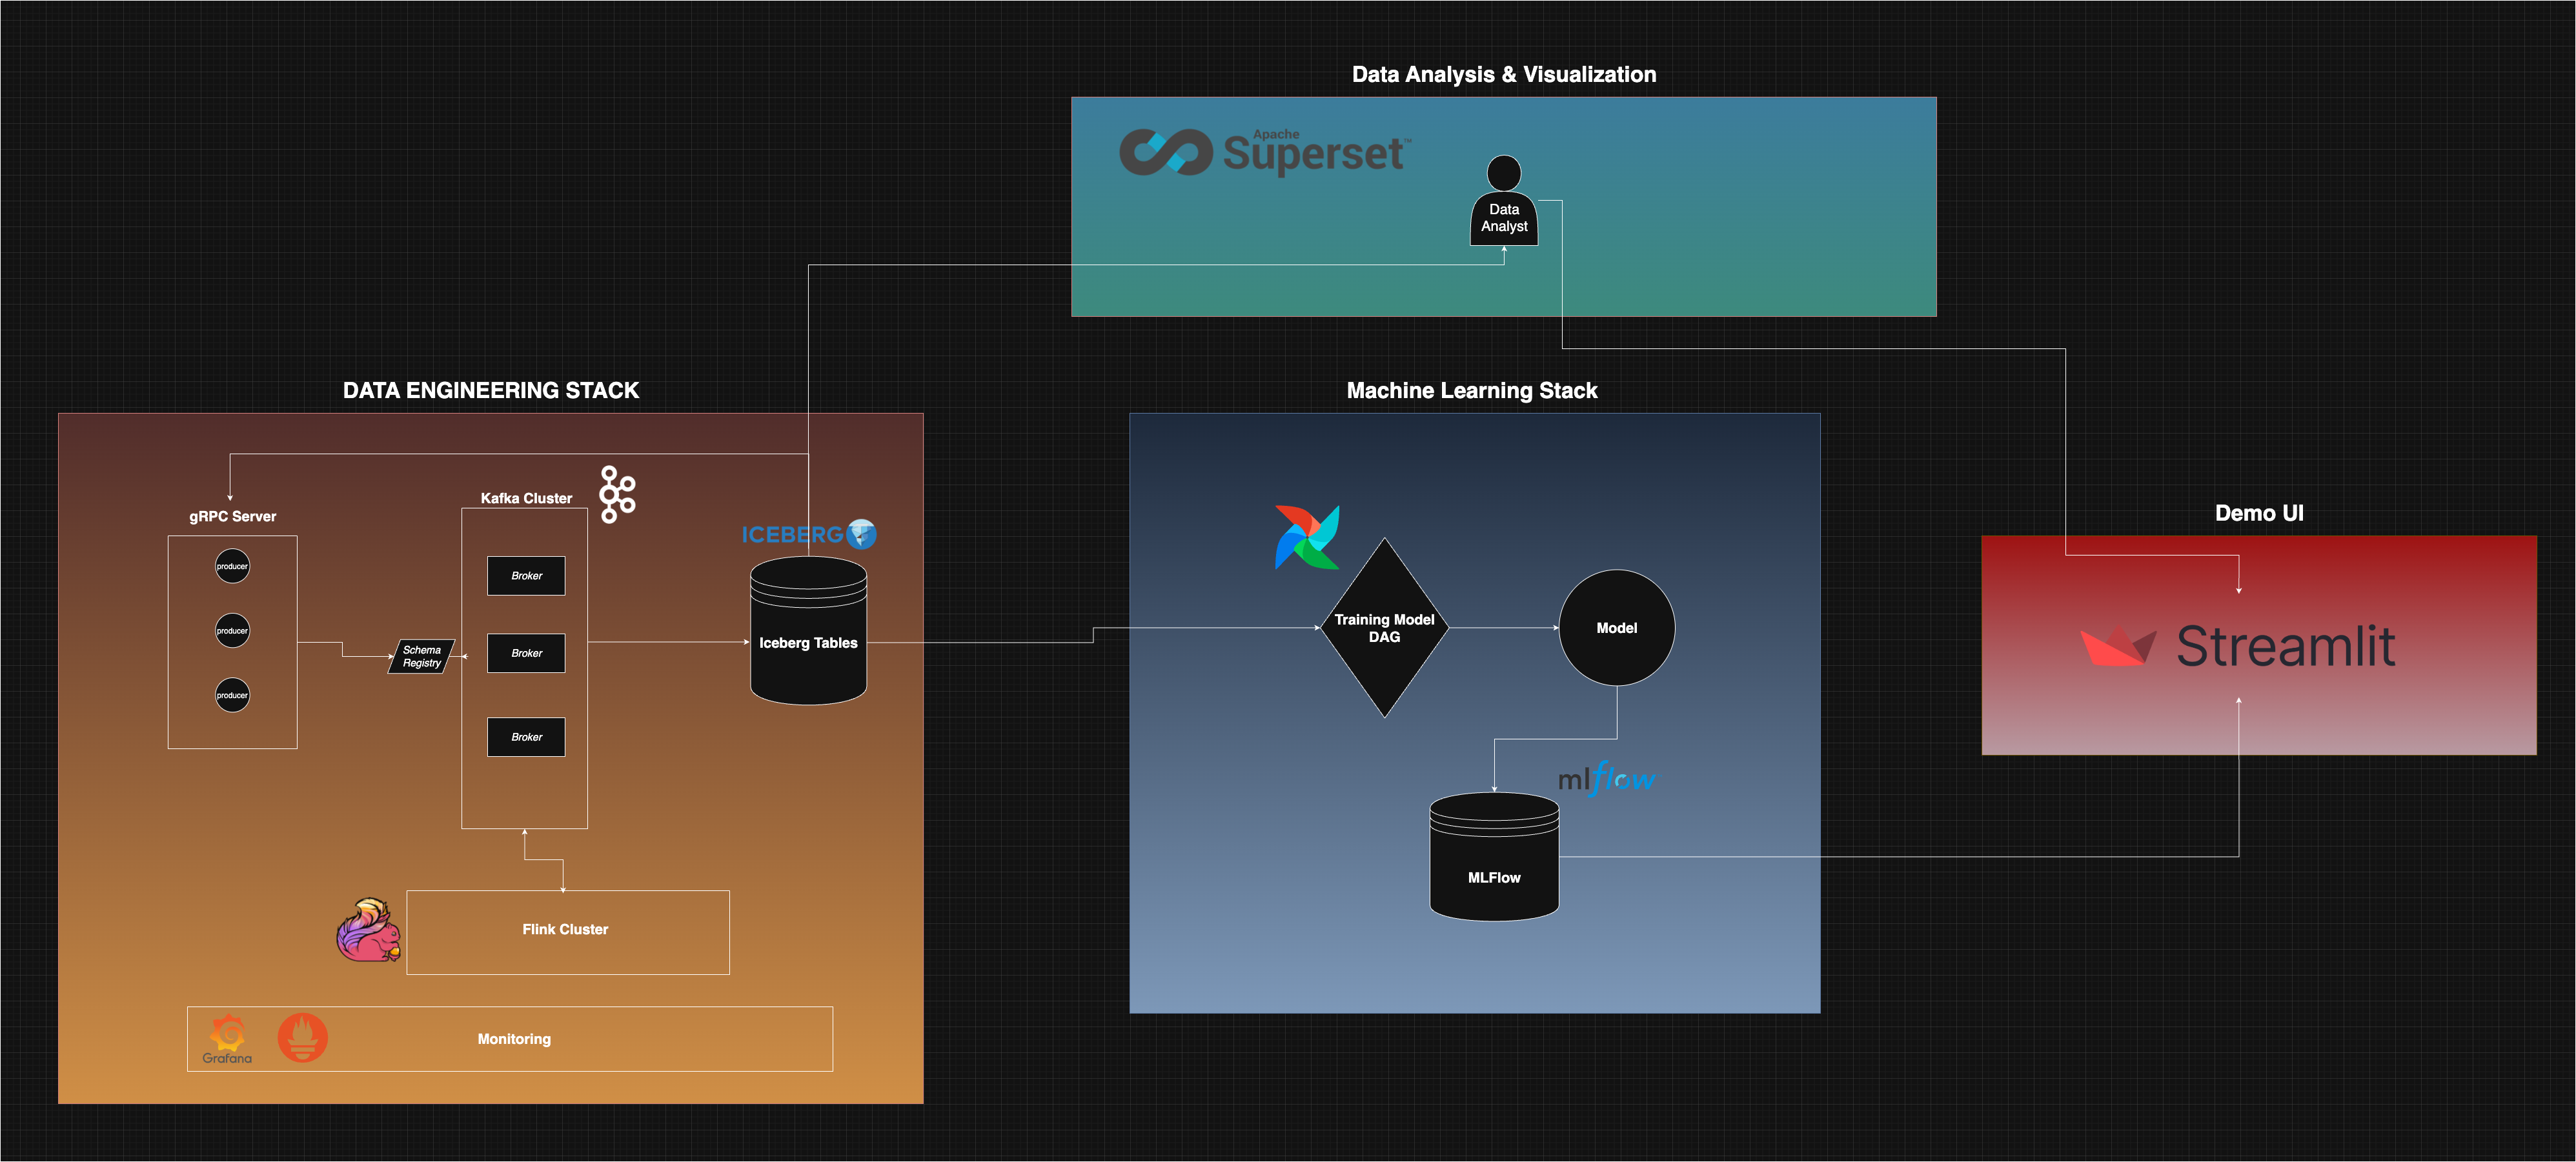 Data Analysis & Visualization
Apache
Superset™
Data
Analyst
DATA ENGINEERING STACK
gRPC Server
producer
producer
producer
Schema
Registry
Kafka Cluster
Broker
Broker
Broker
ICEBERG
Iceberg Tables
Flink Cluster
Grafana
Monitoring
Machine Learning Stack
Training Model
DAG
Model
mlflow
MLFlow
Demo UI
Streamlit